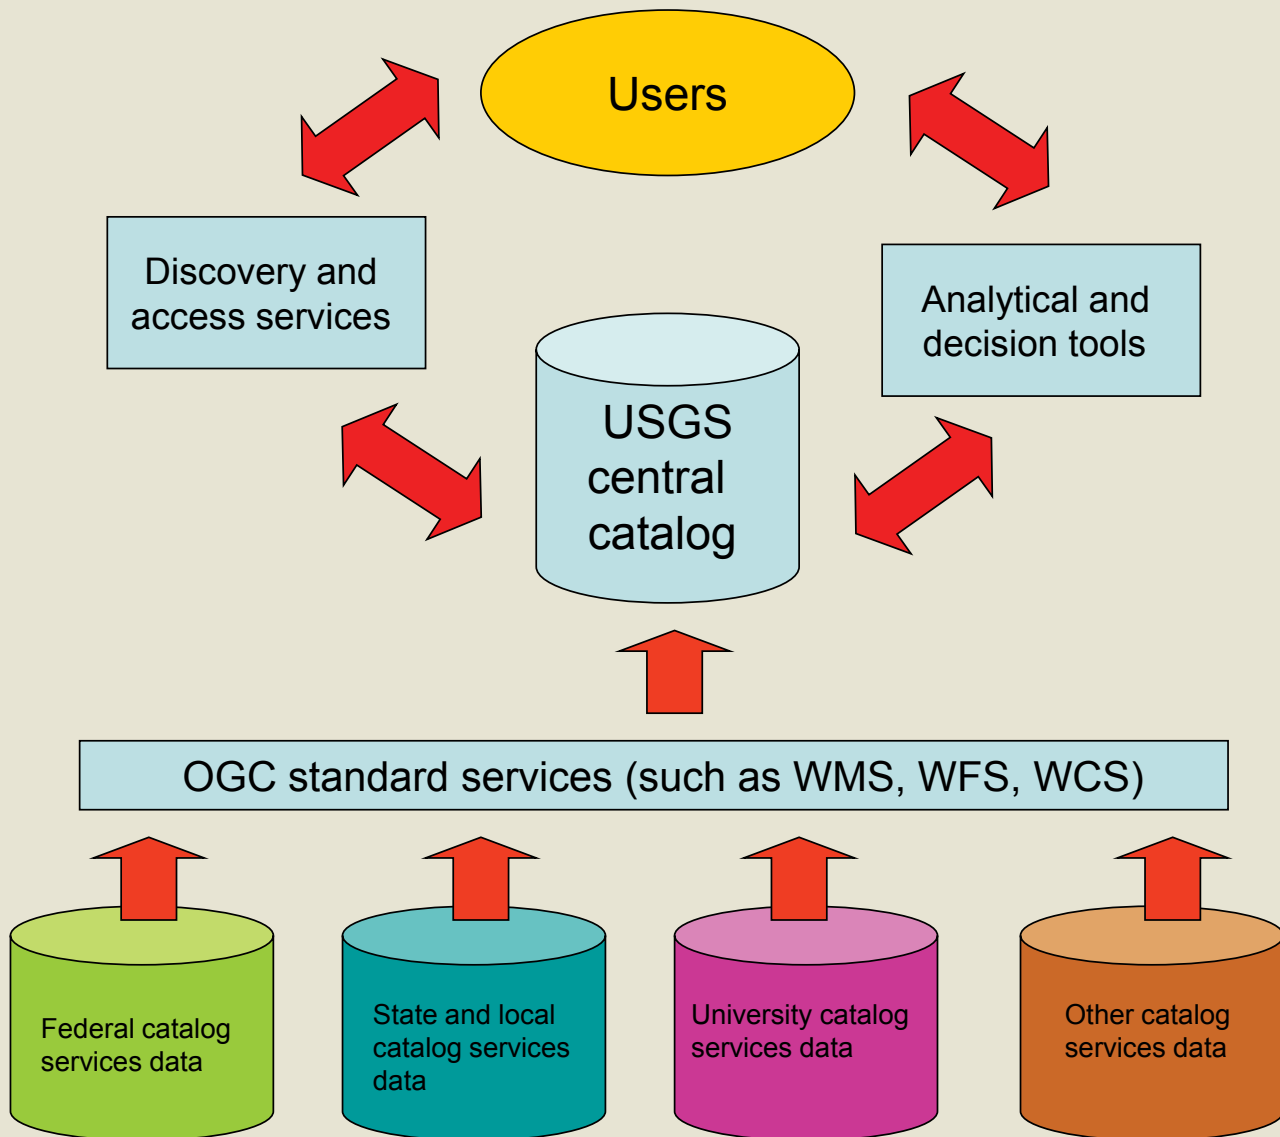 Users
Discovery and
access services
Analytical and
decision tools
USGS
central
catalog
OGC standard services (such as WMS, WFS, WCS)
Federal catalog
services data
State and local
catalog services
data
University catalog
services data
Other catalog
services data